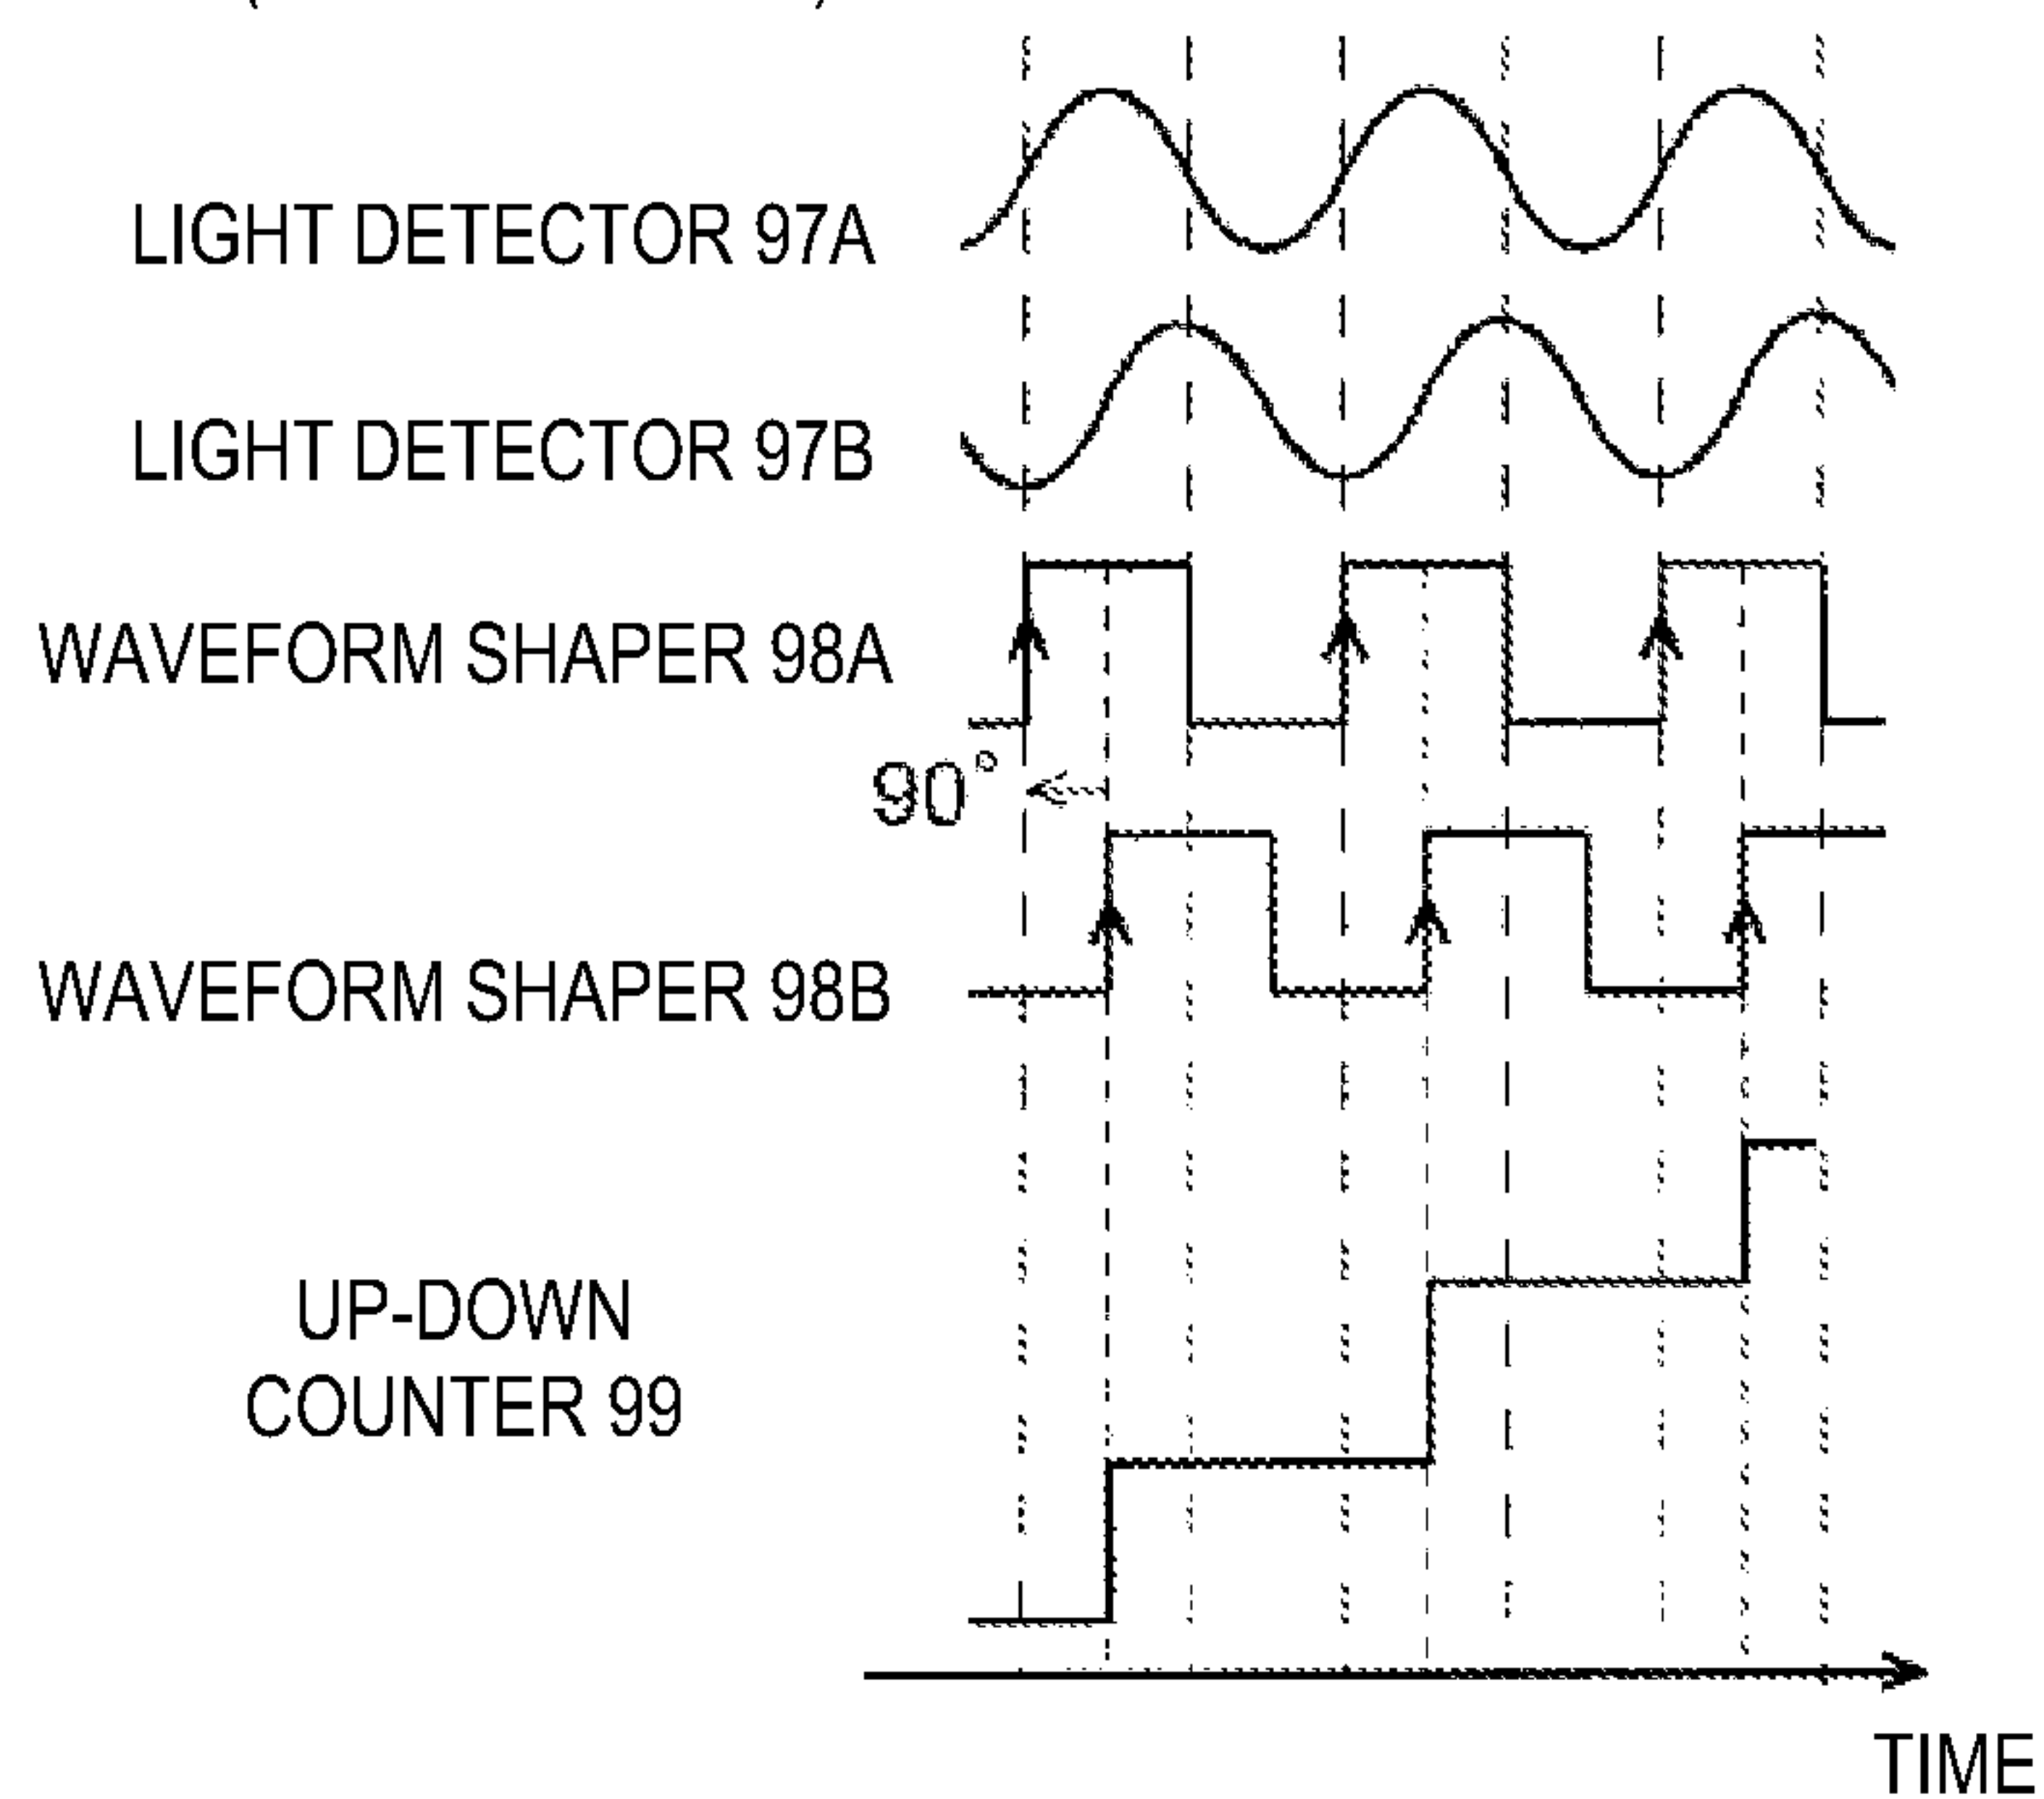 LIGHT DETECTOR 97A
LIGHT DETECTOR 97B
WAVEFORM SHAPER 98A
90°
WAVEFORM SHAPER 98B
UP-DOWN
COUNTER 99
TIME